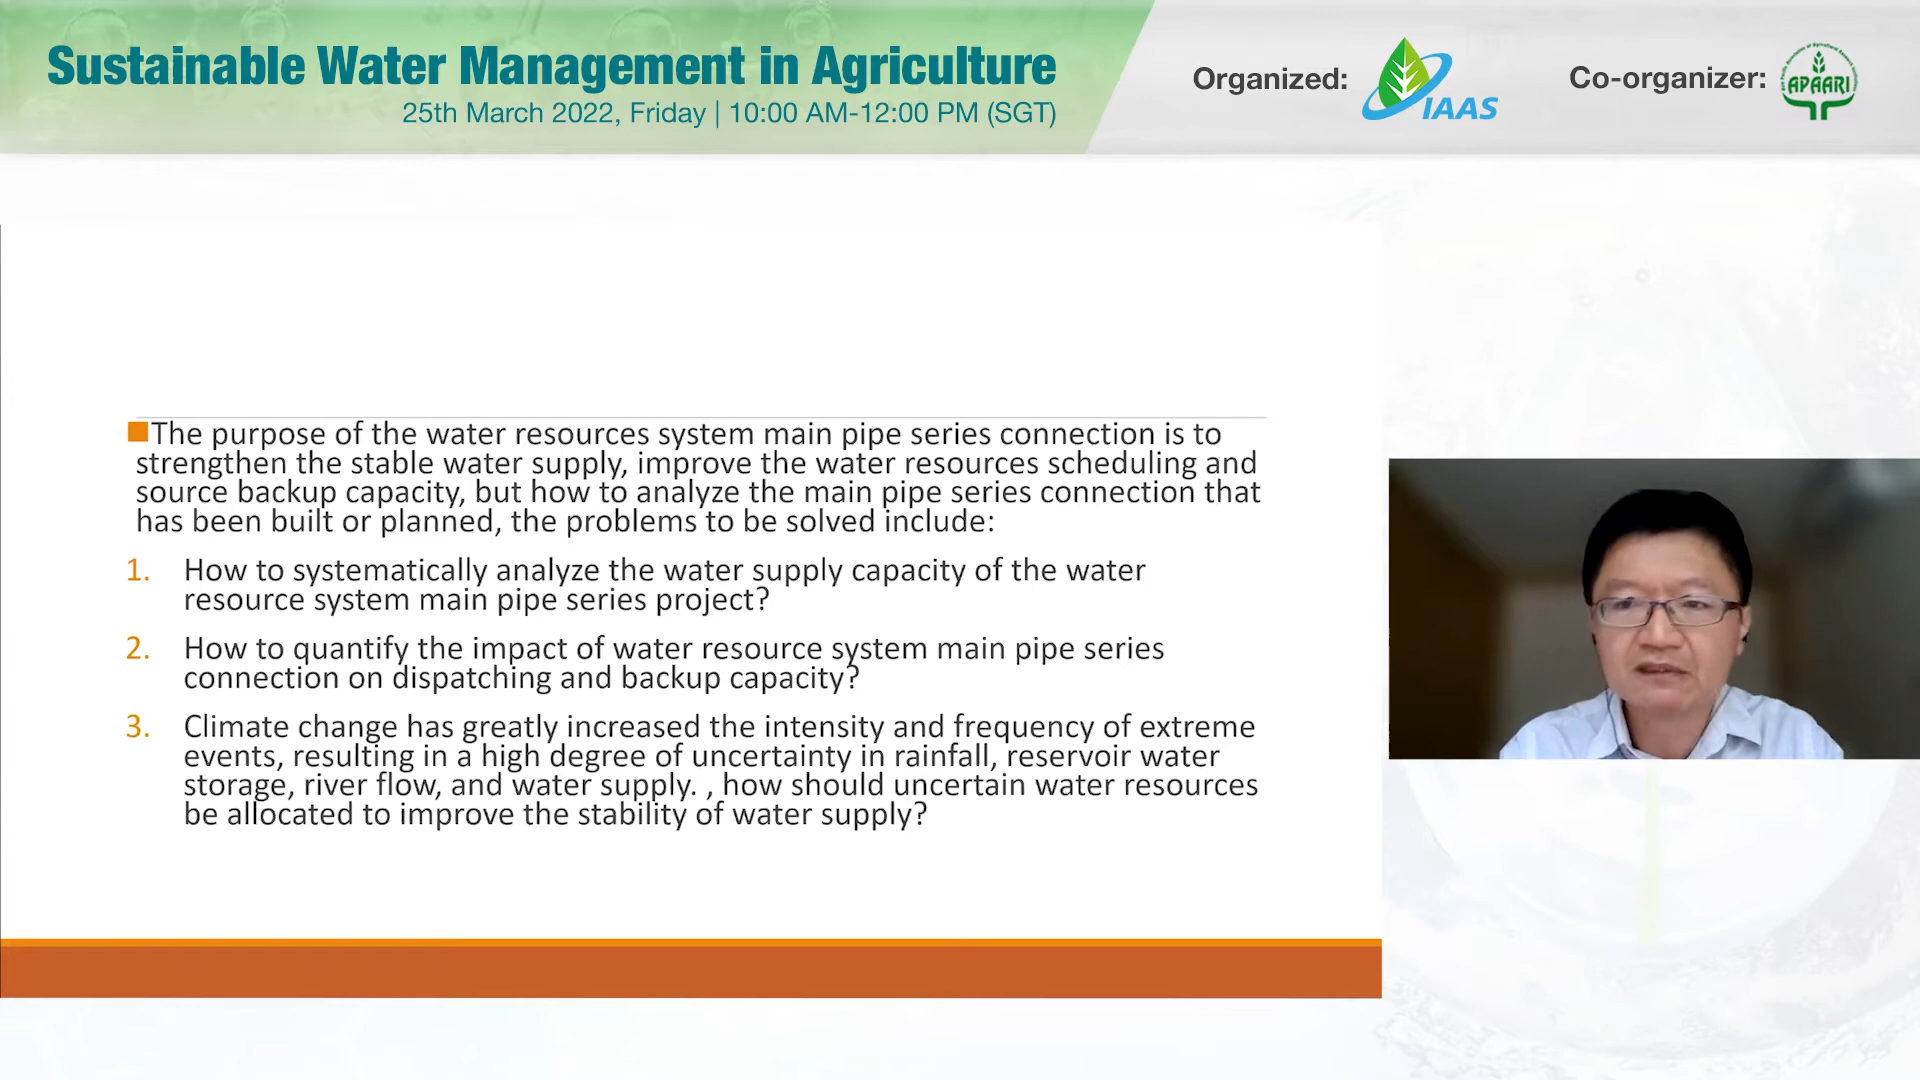 Sustainable Water Management in Agriculture
25th March 2022, Friday | 10:00 AM-12:00 PM (SGT)
Organized:
IAAS
Co-organizer:
APAARI
The purpose of the water resources system main pipe series connection is to
strengthen the stable water supply, improve the water resources scheduling and
source backup capacity, but how to analyze the main pipe series connection that
has been built or planned, the problems to be solved include:
1. How to systematically analyze the water supply capacity of the water
resource system main pipe series project?
2. How to quantify the impact of water resource system main pipe series
connection on dispatching and backup capacity?
3. Climate change has greatly increased the intensity and frequency of extreme
events, resulting in a high degree of uncertainty in rainfall, reservoir water
storage, river flow, and water supply. , how should uncertain water resources
be allocated to improve the stability of water supply?